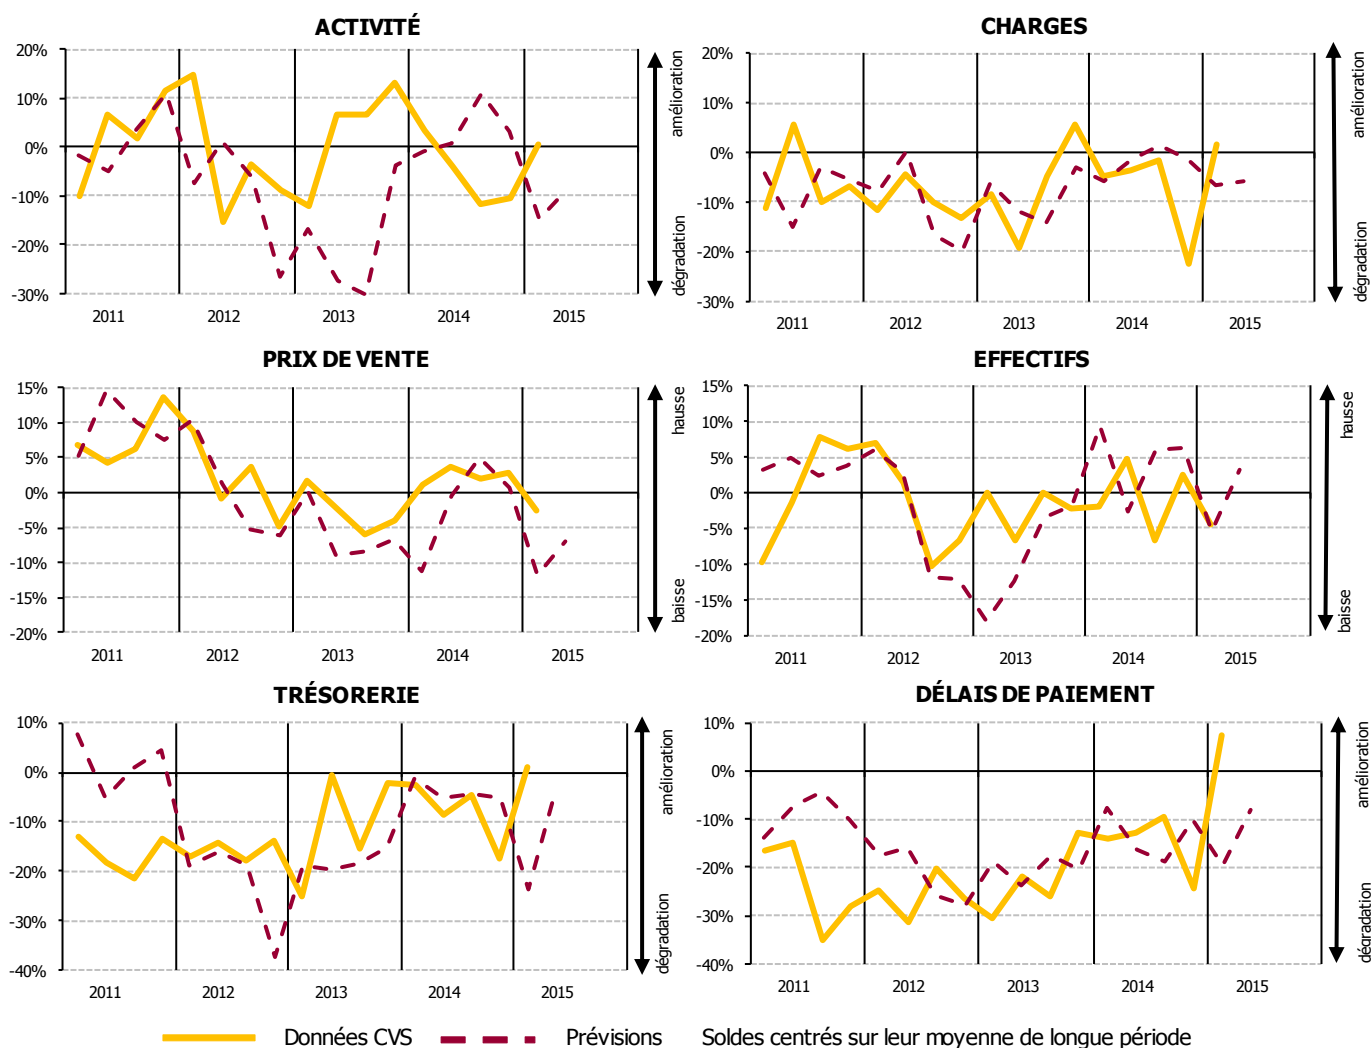 ACTIVITÉ
20%
10%
0%
-10%
-20%
-30%
2011 2012 2013 2014 2015
amélioration
dégradation
CHARGES
20%
10%
0%
-10%
-20%
-30%
2011 2012 2013 2014 2015
amélioration
dégradation
PRIX DE VENTE
15%
10%
5%
0%
-5%
-10%
-15%
-20%
2011 2012 2013 2014 2015
hausse
baisse
EFFECTIFS
15%
10%
5%
0%
-5%
-10%
-15%
-20%
2011 2012 2013 2014 2015
hausse
baisse
TRÉSORERIE
10%
0%
-10%
-20%
-30%
-40%
2011 2012 2013 2014 2015
amélioration
dégradation
DÉLAIS DE PAIEMENT
10%
0%
-10%
-20%
-30%
-40%
2011 2012 2013 2014 2015
amélioration
dégradation
Données CVS Prévisions Soldes centrés sur leur moyenne de longue période